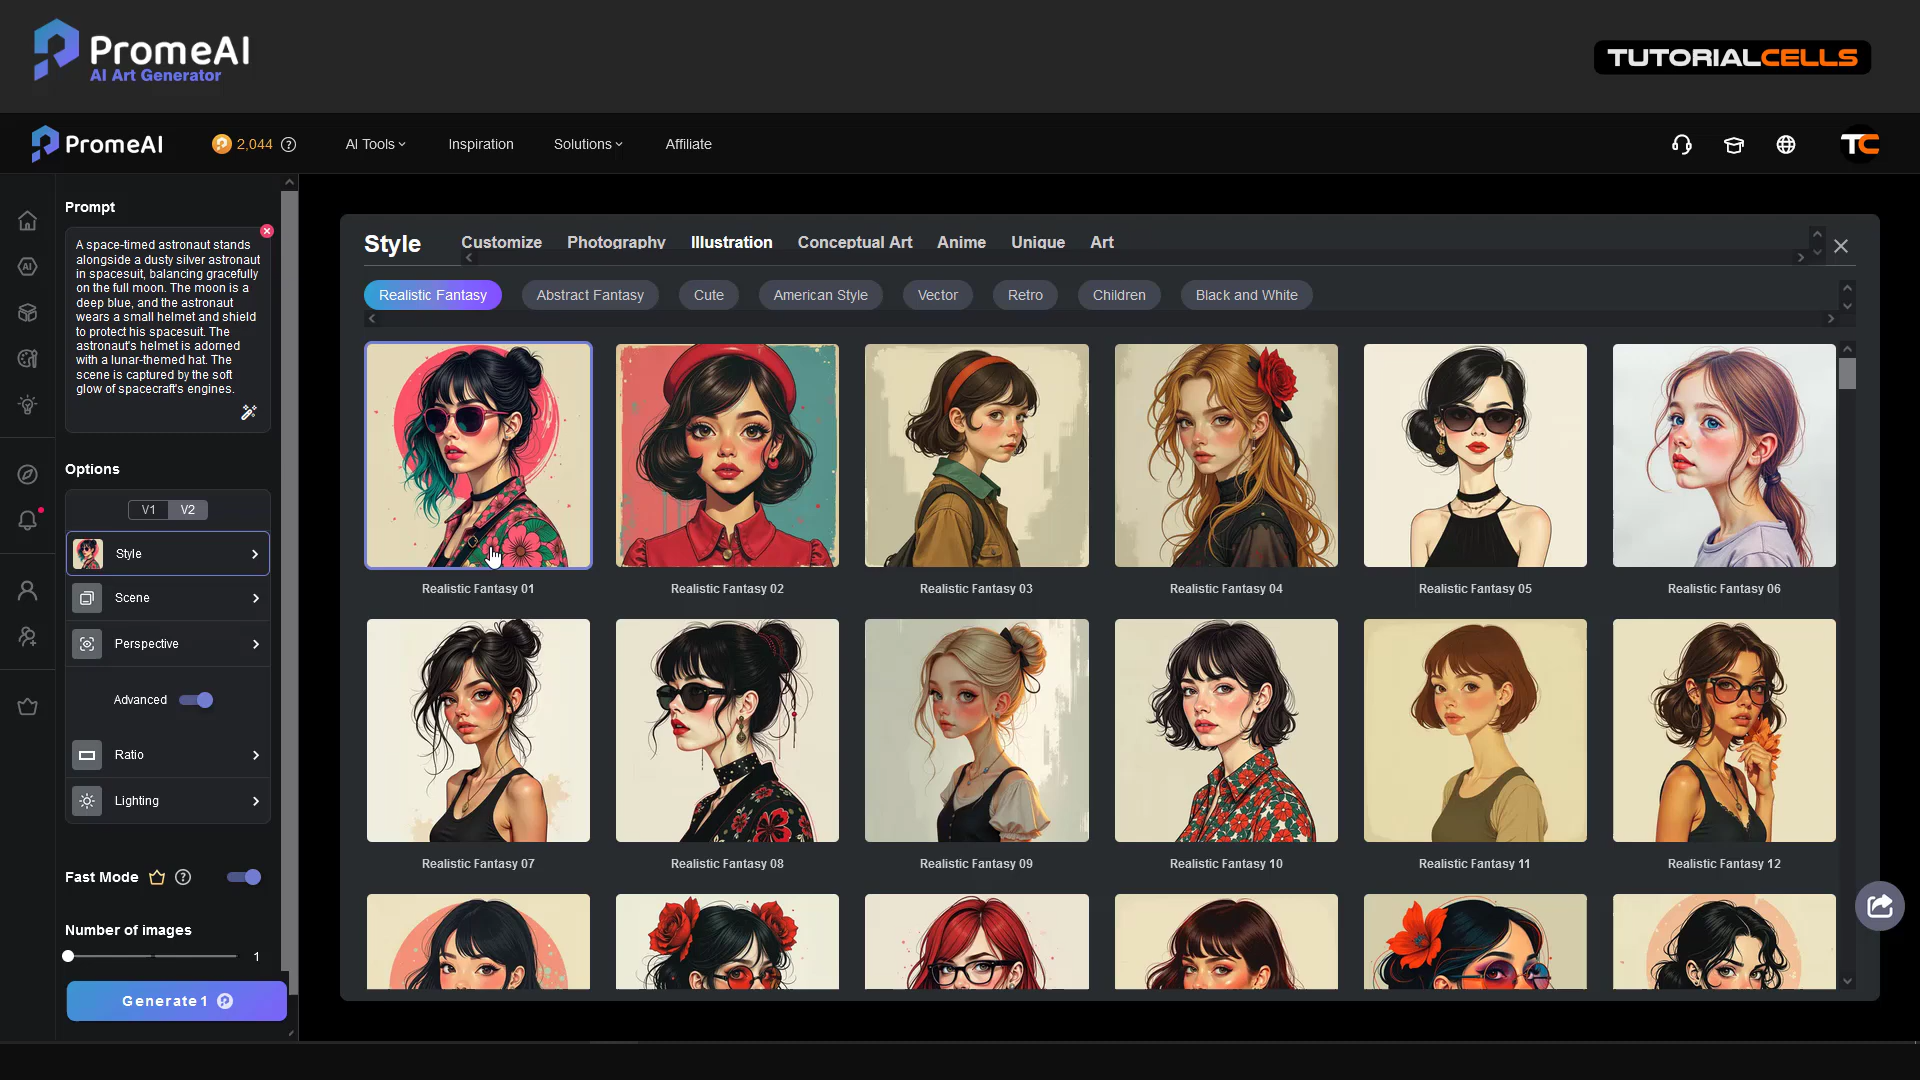 PromeAI
AI Art Generator
TUTORIALCELLS
PromeAI
2,044 ?
AI Tools
Inspiration
Solutions
Affiliate
TC
Prompt
A space-timed astronaut stands
alongside a dusty silver astronaut
in spacesuit, balancing gracefully
on the full moon. The moon is a
deep blue, and the astronaut
wears a small helmet and shield
to protect his spacesuit. The
astronaut's helmet is adorned
with a lunar-themed hat. The
scene is captured by the soft
glow of spacecraft's engines.
Options
V1 V2
Style
Scene
Perspective
Advanced
Ratio
Lighting
Fast Mode ?
Number of images
1
Generate 1
Style
Customize
Photography
Illustration
Conceptual Art
Anime
Unique
Art
Realistic Fantasy
Abstract Fantasy
Cute
American Style
Vector
Retro
Children
Black and White
Realistic Fantasy 01
Realistic Fantasy 02
Realistic Fantasy 03
Realistic Fantasy 04
Realistic Fantasy 05
Realistic Fantasy 06
Realistic Fantasy 07
Realistic Fantasy 08
Realistic Fantasy 09
Realistic Fantasy 10
Realistic Fantasy 11
Realistic Fantasy 12